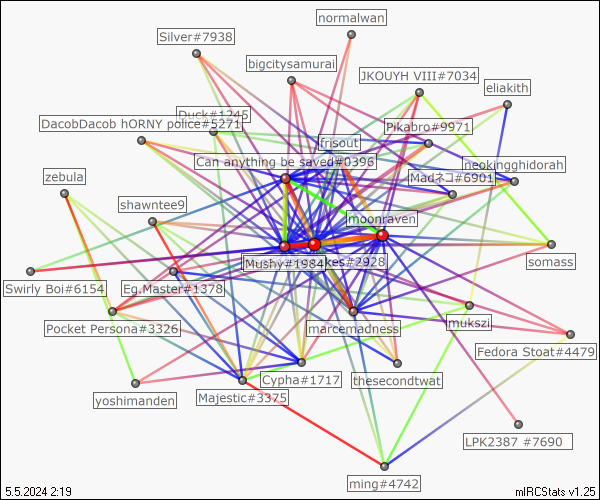 normalwan
Silver#7938
bigcitysamurai
JKOUYH VIII#7034
eliakith
Duck#1245
DacobDacob hORNY police#5271
Pikabro#9971
frisout
Can anything be saved#0396
neokingghidorah
Madネコ#6901
zebula
shawntee9
moonraven
somass
Mushy#1984
kes#2928
Swirly Boi#6154
Eg.Master#1378
Pocket Persona#3326
marcemadness
mukszi
Fedora Stoat#4479
Cypha#1717
thesecondtwat
yoshimanden
Majestic#3375
LPK2387 #7690
ming#4742
5.5.2024 2:19
mIRCStats v1.25